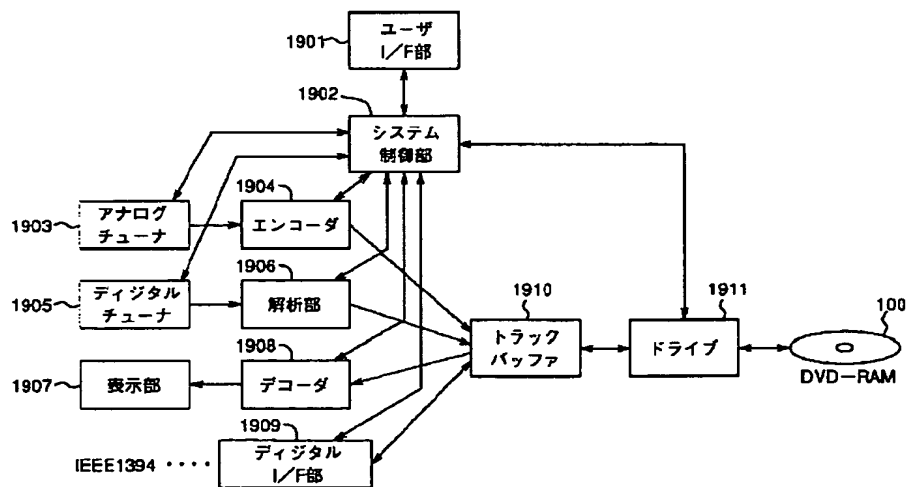 1901
ユーザ
I/F部
1902
システム
制御部
1903
アナログ
チューナ
1904
エンコーダ
1905
ディジタル
チューナ
1906
解析部
1907
表示部
1908
デコーダ
1909
ディジタル
I/F部
IEEE1394 ・・・・
1910
トラック
バッファ
1911
ドライブ
100
DVD-RAM